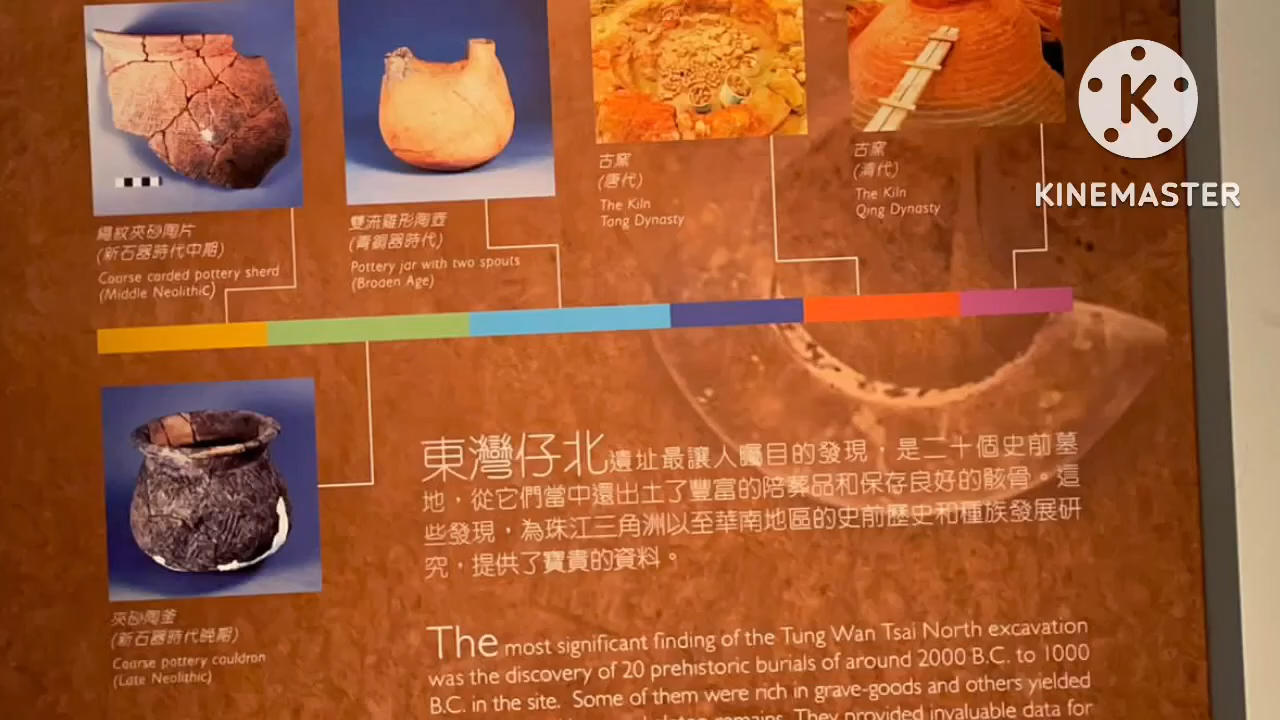 繩紋夾砂陶片
(新石器時代中期)
Coarse corded pottery sherd
(Middle Neolithic)
雙流雞形陶壺
(青銅器時代)
Pottery jar with two spouts
(Broaen Age)
古窯
(唐代)
The Kiln
Tang Dynasty
古窯
(清代)
The Kiln
Qing Dynasty
K
KINEMASTER
夾砂陶釜
(新石器時代晚期)
Coarse pottery cauldron
(Late Neolithic)
東灣仔北遺址最讓人矚目的發現，是二十個史前墓
地，從它們當中還出土了豐富的陪葬品和保存良好的骸骨。這
些發現，為珠江三角洲以至華南地區的史前歷史和種族發展研
究，提供了寶貴的資料。
The most significant finding of the Tung Wan Tsai North excavation
was the discovery of 20 prehistoric burials of around 2000 B.C. to 1000
B.C. in the site. Some of them were rich in grave-goods and others yielded
remains. They provided invaluable data for